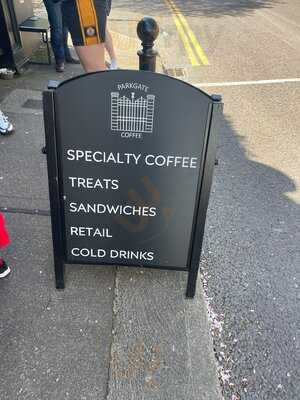 PARKGATE
COFFEE
SPECIALTY COFFEE
TREATS
SANDWICHES
RETAIL
COLD DRINKS